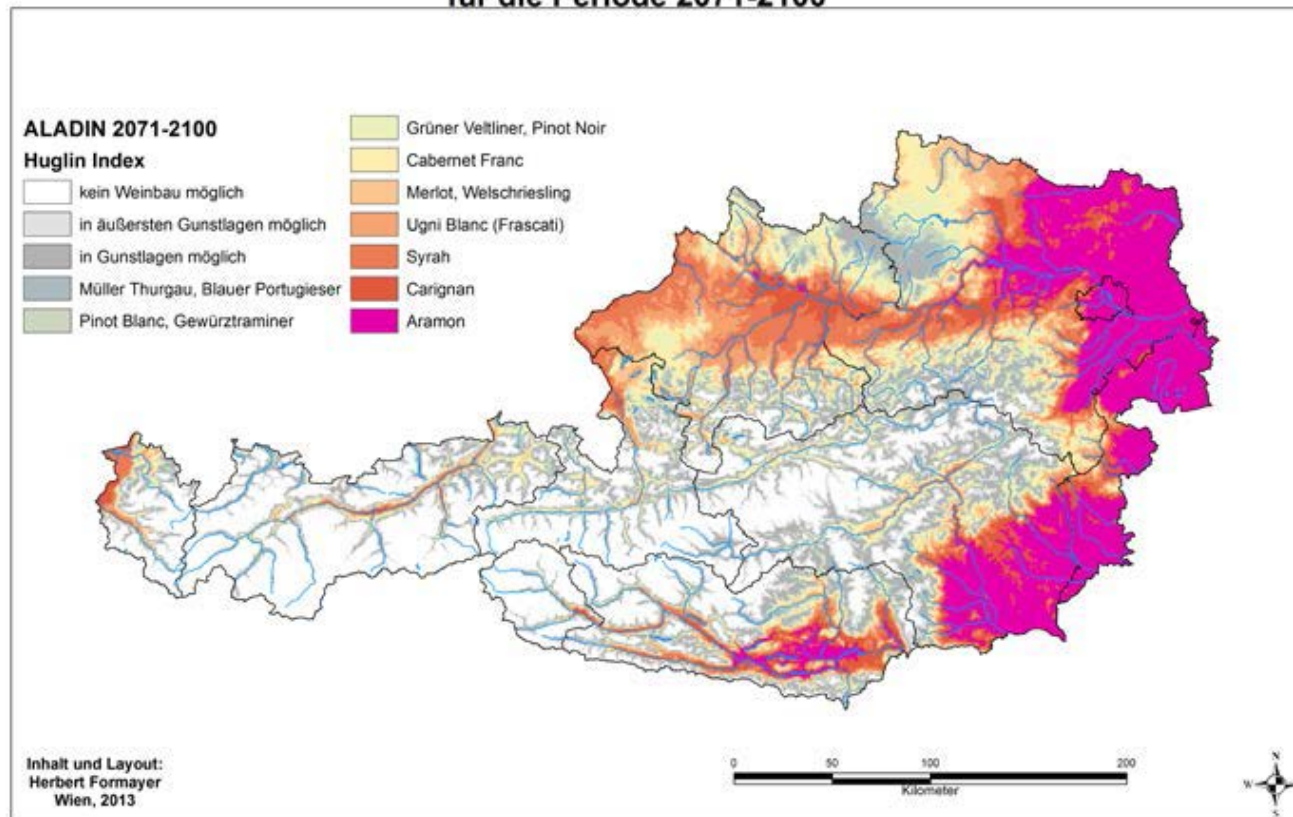 für die Periode 2071-2100
ALADIN 2071-2100
Huglin Index
kein Weinbau möglich
in äußersten Gunstlagen möglich
in Gunstlagen möglich
Müller Thurgau, Blauer Portugieser
Pinot Blanc, Gewürztraminer
Grüner Veltliner, Pinot Noir
Cabernet Franc
Merlot, Welschriesling
Ugni Blanc (Frascati)
Syrah
Carignan
Aramon
Inhalt und Layout:
Herbert Formayer
Wien, 2013
0 50 100 200
Kilometer
N
W
S